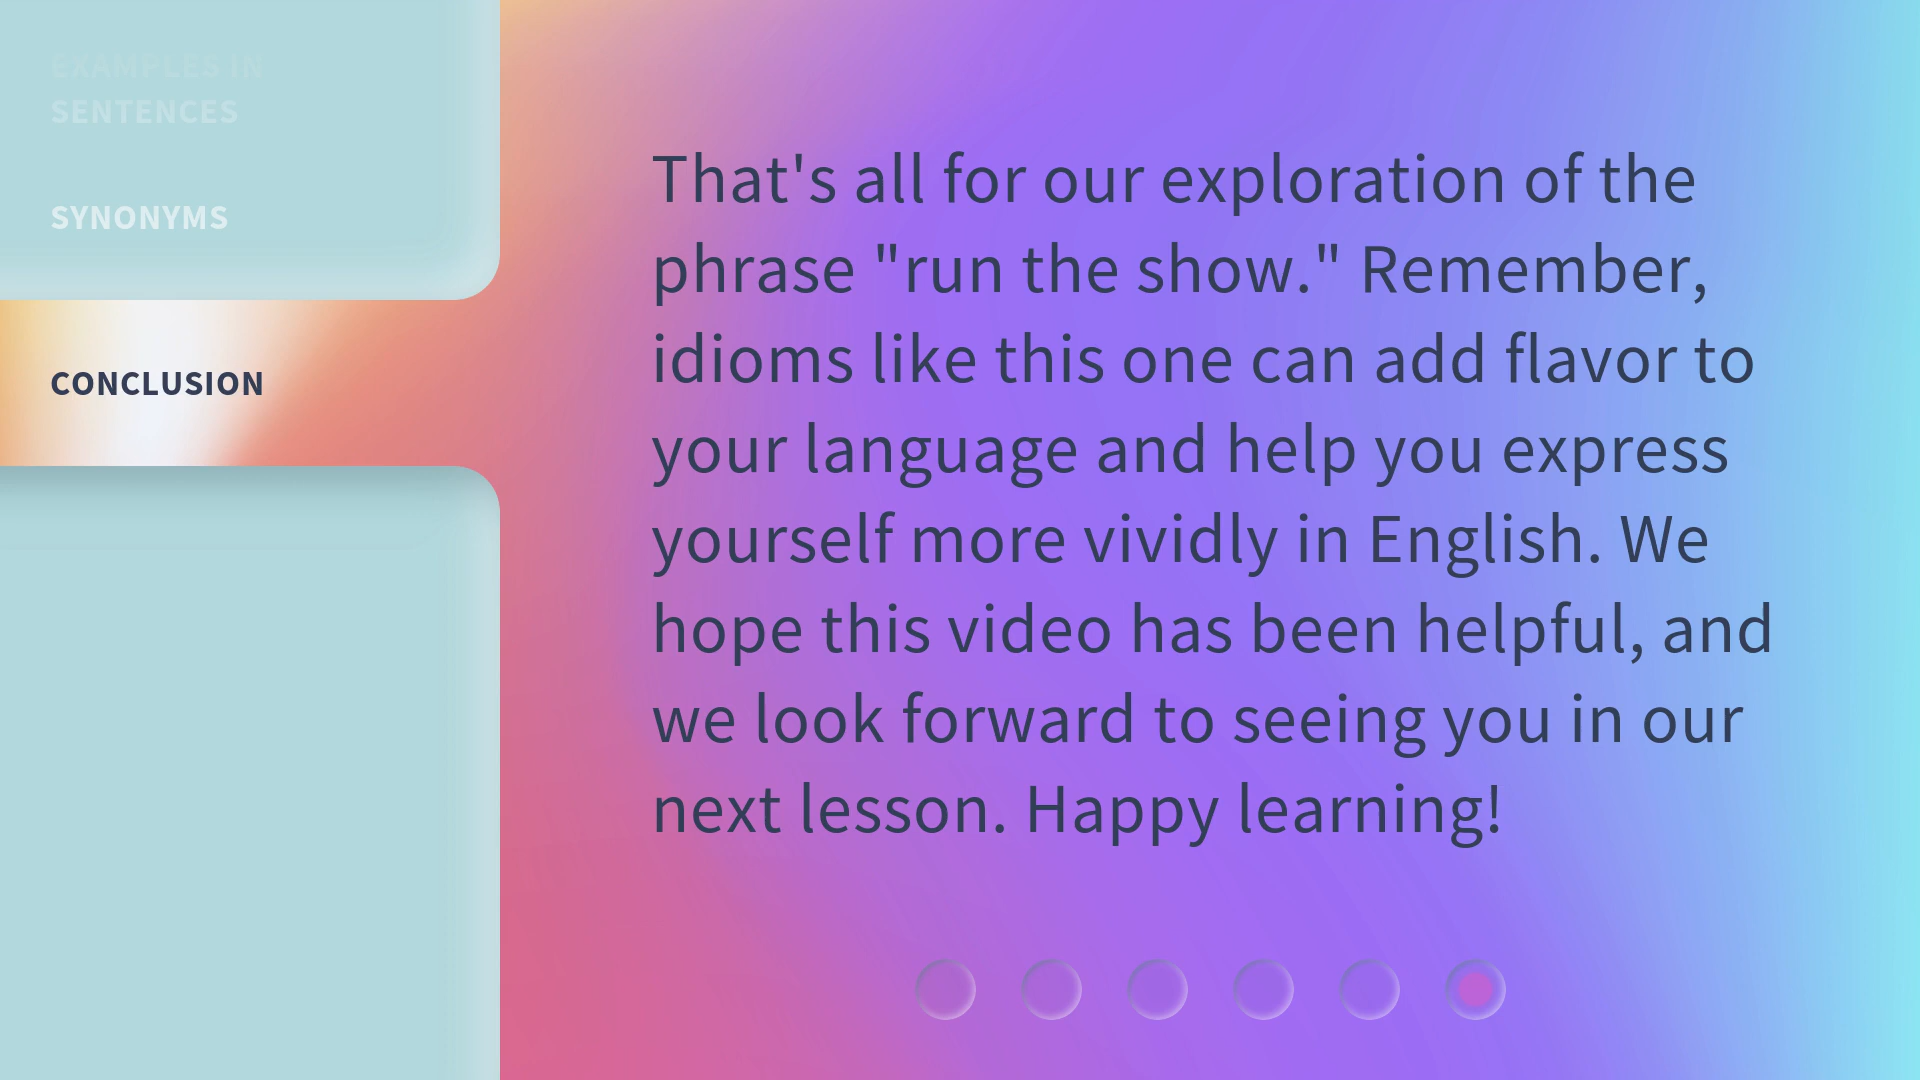 EXAMPLES IN
SENTENCES
SYNONYMS
CONCLUSION
That's all for our exploration of the
phrase "run the show." Remember,
idioms like this one can add flavor to
your language and help you express
yourself more vividly in English. We
hope this video has been helpful, and
we look forward to seeing you in our
next lesson. Happy learning!